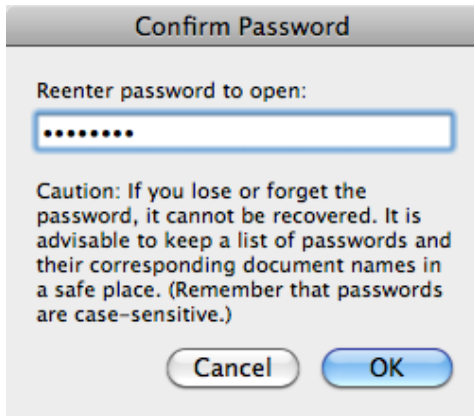 Confirm Password
Reenter password to open:
••••••••
Caution: If you lose or forget the
password, it cannot be recovered. It is
advisable to keep a list of passwords and
their corresponding document names in
a safe place. (Remember that passwords
are case-sensitive.)
Cancel OK